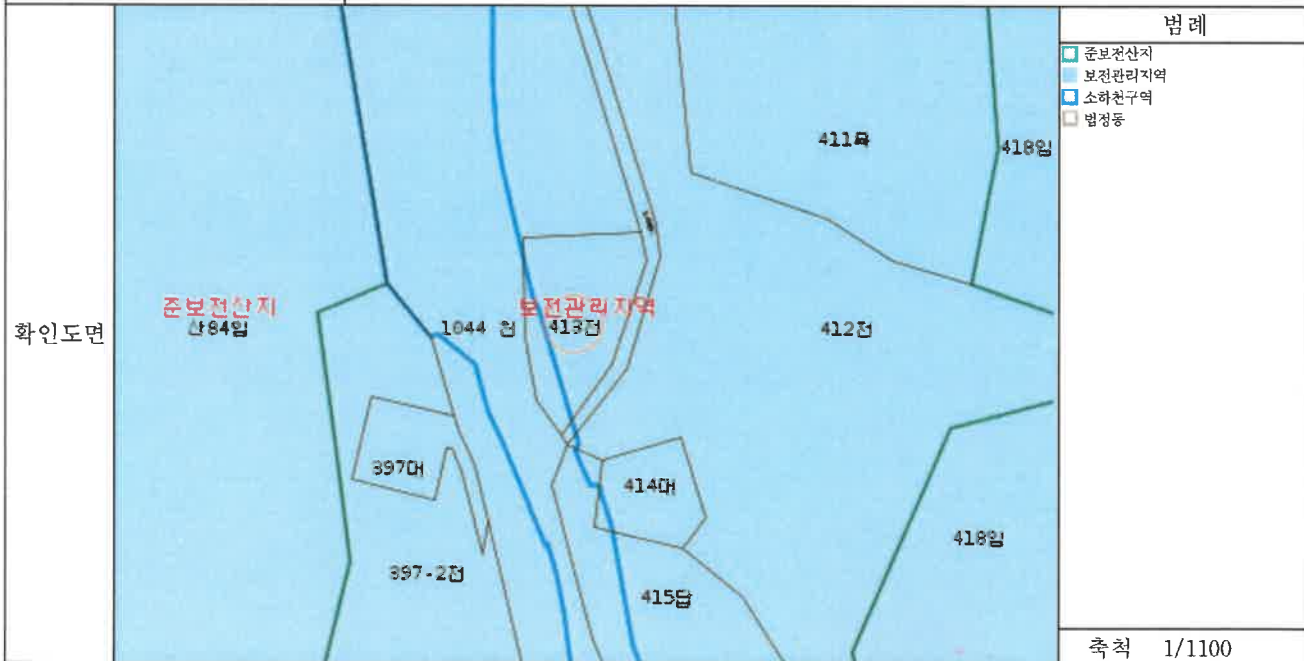 범례
준보전산지
보전관리지역
소하천구역
법정동
411목
418임
확인도면
준보전산지
산84임
1044 천
보전관리지역
413전
412전
397대
414대
418임
397-2전
415답
축척 1/1100